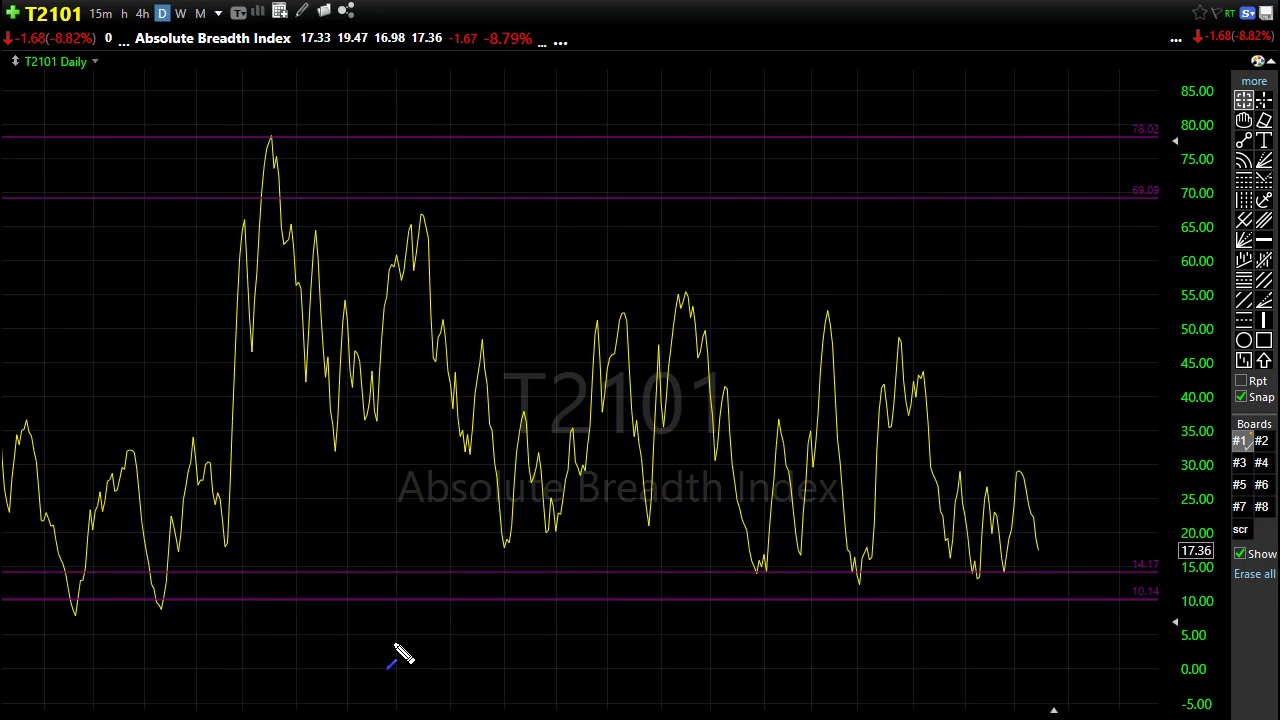 T2101 15m h 4h D W M T RT S
-1.68(-8.82%) 0 ... Absolute Breadth Index 17.33 19.47 16.98 17.36 -1.67 -8.79% ... ... ... -1.68(-8.82%)
T2101 Daily
more
85.00
78.02
80.00
75.00
69.09
70.00
65.00
60.00
55.00
50.00
45.00
Rpt
T2101
40.00
Snap
Boards
35.00
#1 #2
30.00
#3 #4
Absolute Breadth Index
25.00
#5 #6
#7 #8
20.00
scr
17.36
Show
14.17
15.00
Erase all
10.14
10.00
5.00
0.00
-5.00